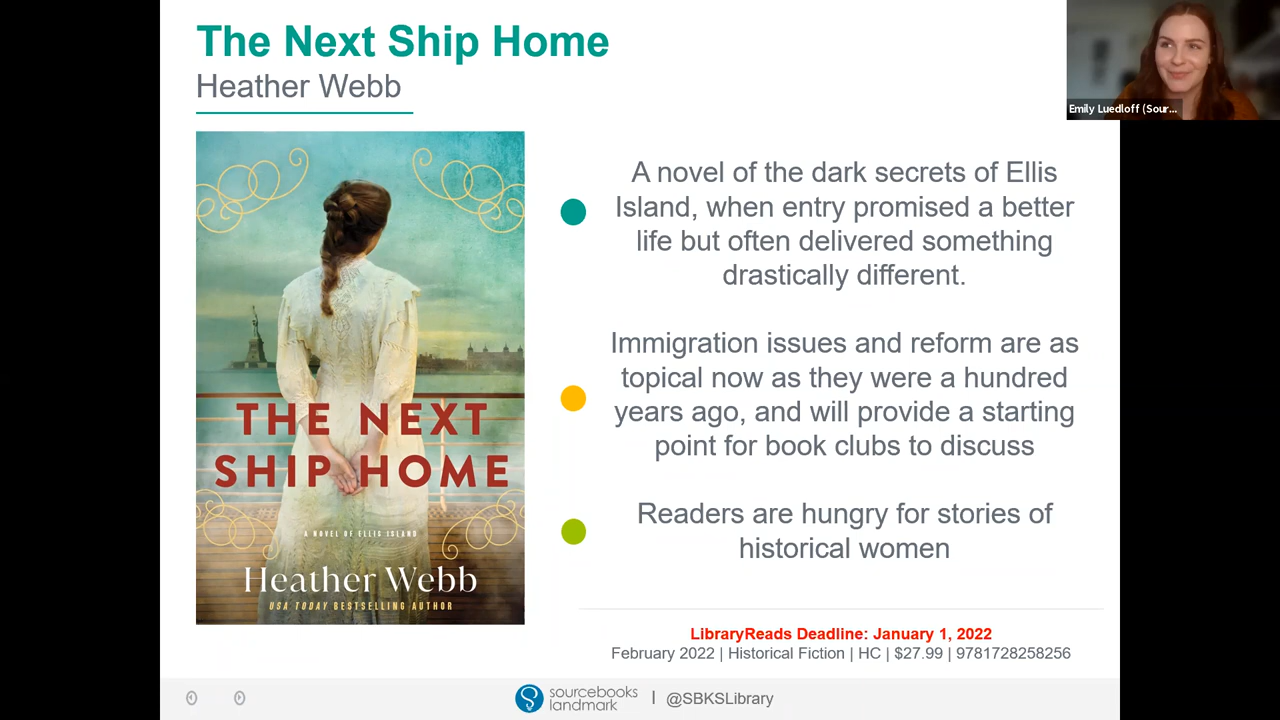 The Next Ship Home
Heather Webb
Emily Luedloff (Sour...
THE NEXT
SHIP HOME
A NOVEL OF ELLIS ISLAND
Heather Webb
USA TODAY BESTSELLING AUTHOR
A novel of the dark secrets of Ellis
Island, when entry promised a better
life but often delivered something
drastically different.
Immigration issues and reform are as
topical now as they were a hundred
years ago, and will provide a starting
point for book clubs to discuss
Readers are hungry for stories of
historical women
LibraryReads Deadline: January 1, 2022
February 2022 | Historical Fiction | HC | $27.99 | 9781728258256
sourcebooks
landmark
| @SBKSLibrary